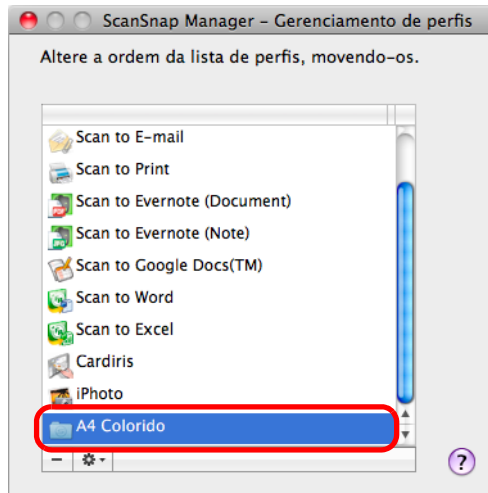 ScanSnap Manager – Gerenciamento de perfis
Altere a ordem da lista de perfis, movendo-os.
Scan to E-mail
Scan to Print
Scan to Evernote (Document)
Scan to Evernote (Note)
Scan to Google Docs(TM)
Scan to Word
Scan to Excel
Cardiris
iPhoto
A4 Colorido
?